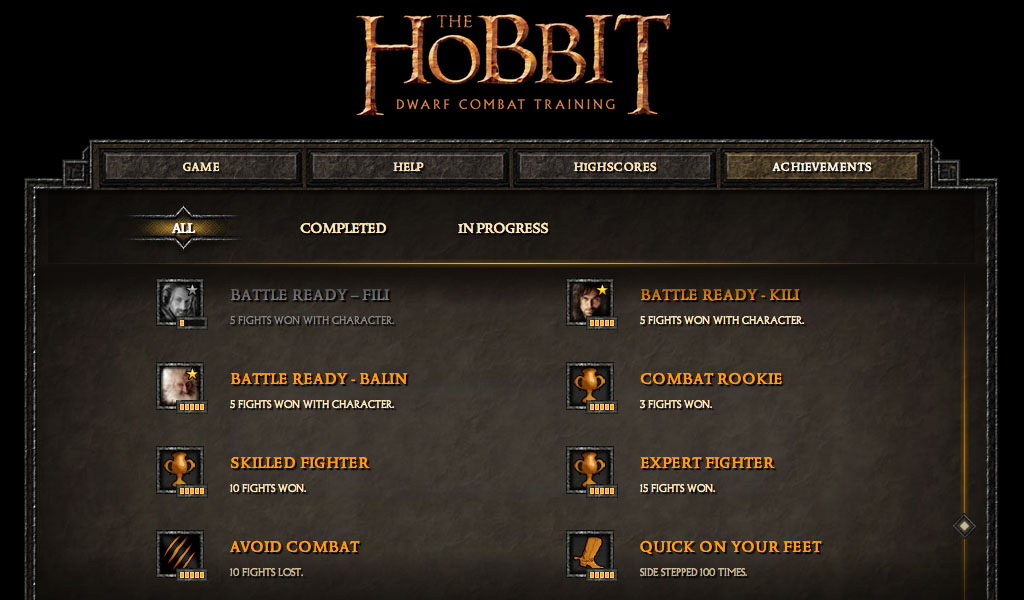 THE
HOBBIT
DWARF COMBAT TRAINING
GAME HELP HIGHSCORES ACHIEVEMENTS
ALL COMPLETED IN PROGRESS
BATTLE READY – FILI
5 FIGHTS WON WITH CHARACTER.
BATTLE READY - KILI
5 FIGHTS WON WITH CHARACTER.
BATTLE READY - BALIN
5 FIGHTS WON WITH CHARACTER.
COMBAT ROOKIE
3 FIGHTS WON.
SKILLED FIGHTER
10 FIGHTS WON.
EXPERT FIGHTER
15 FIGHTS WON.
AVOID COMBAT
10 FIGHTS LOST.
QUICK ON YOUR FEET
SIDE STEPPED 100 TIMES.